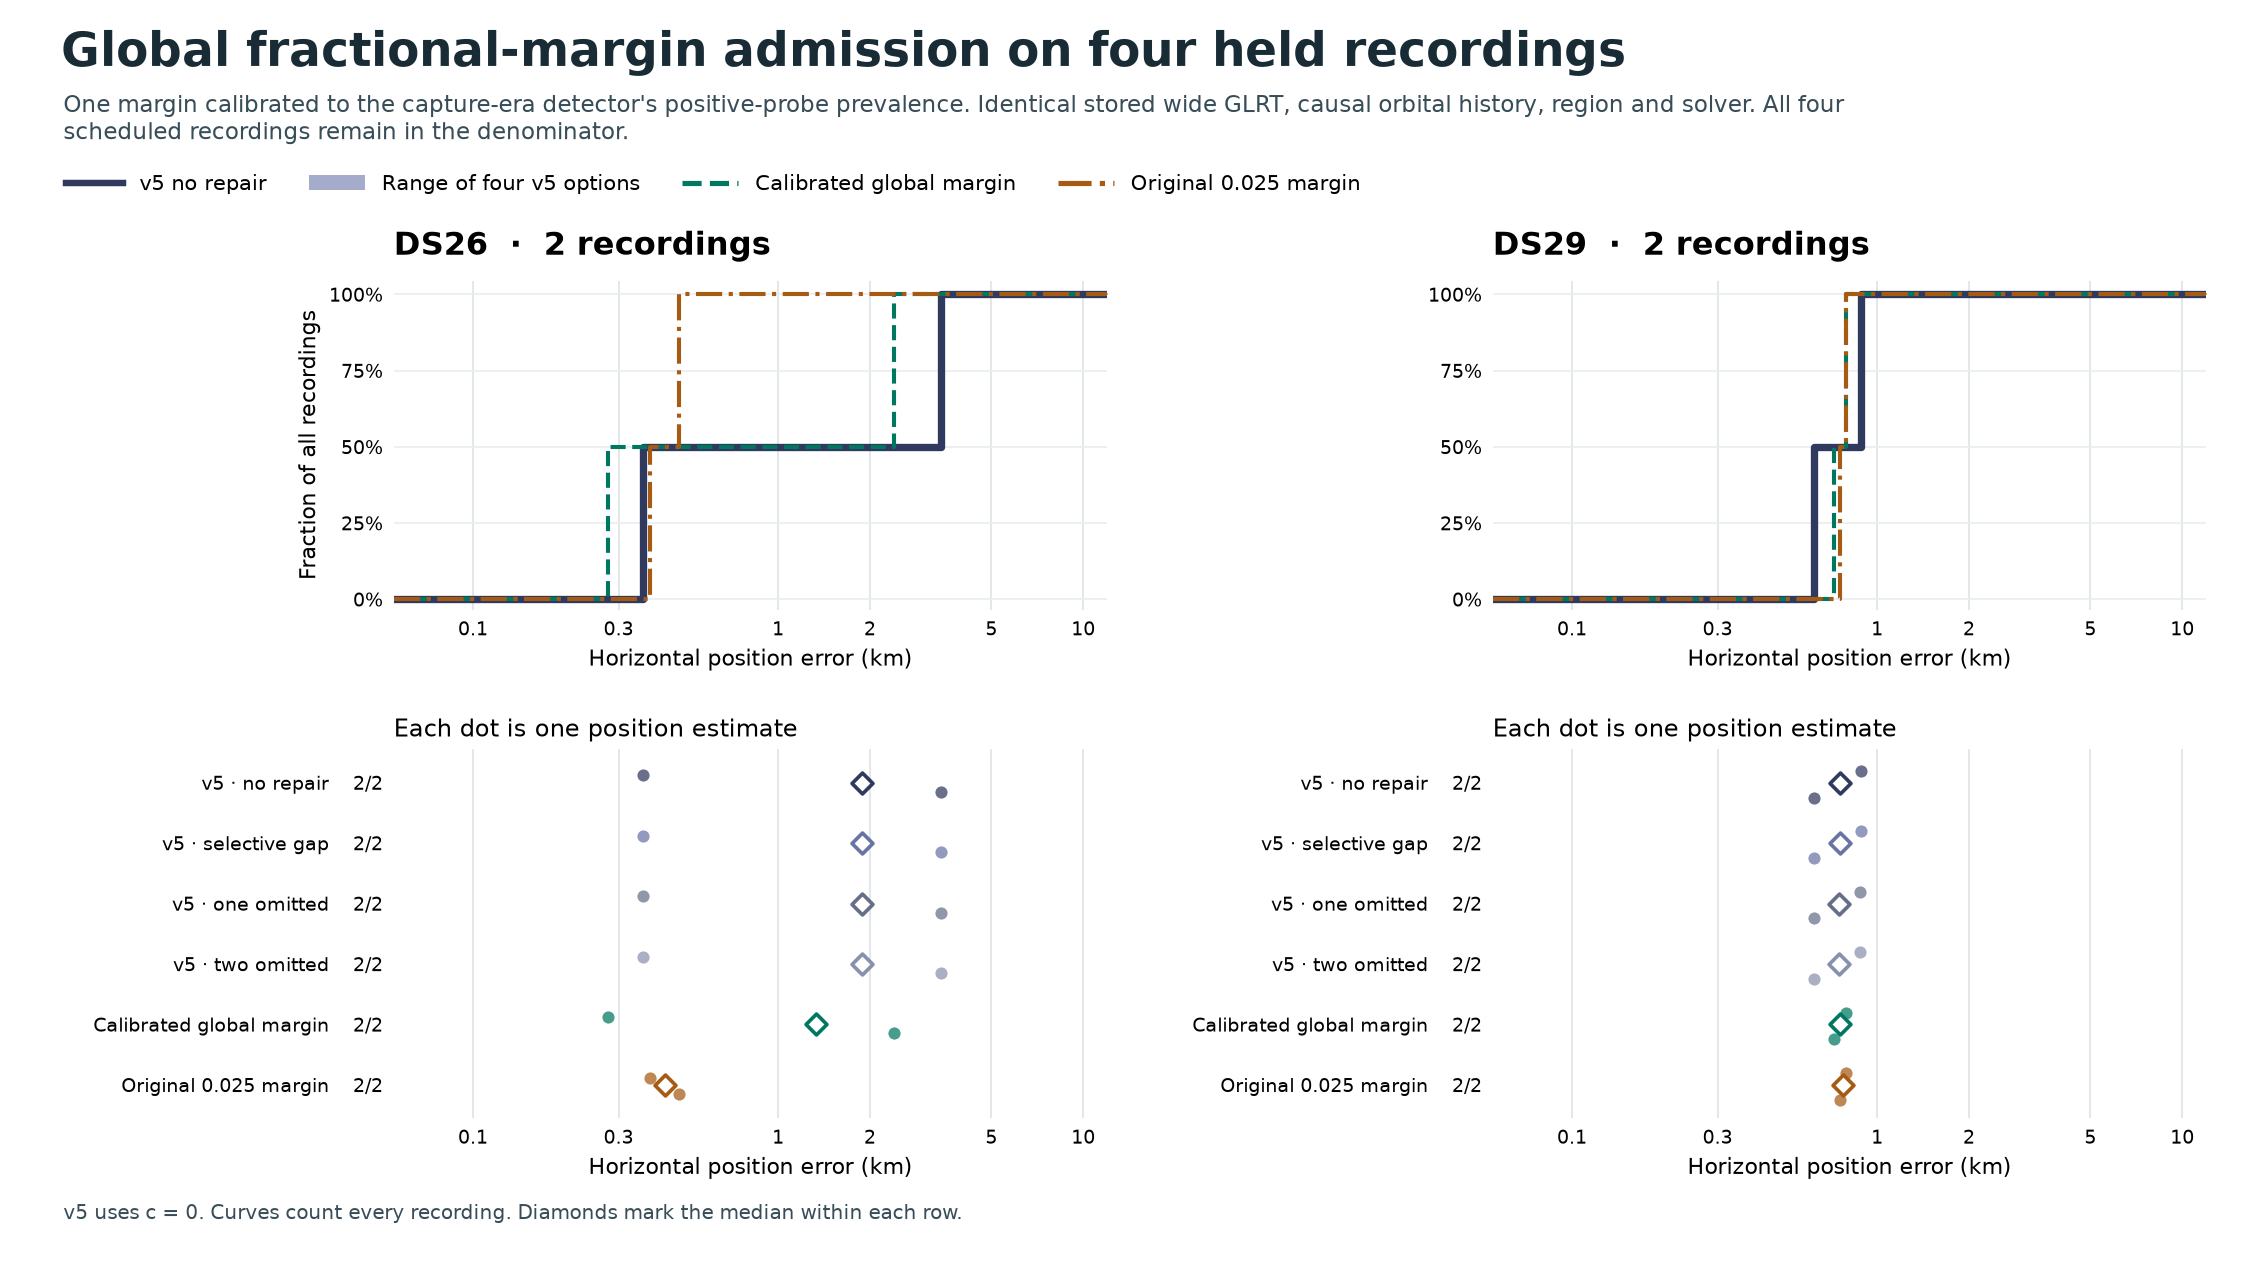 Global fractional-margin admission on four held recordings
One margin calibrated to the capture-era detector's positive-probe prevalence. Identical stored wide GLRT, causal orbital history, region and solver. All four
scheduled recordings remain in the denominator.
v5 no repair
Range of four v5 options
Calibrated global margin
Original 0.025 margin
DS26 · 2 recordings
Fraction of all recordings
100%
75%
50%
25%
0%
0.1 0.3 1 2 5 10
Horizontal position error (km)
DS29 · 2 recordings
100%
75%
50%
25%
0%
0.1 0.3 1 2 5 10
Horizontal position error (km)
Each dot is one position estimate
v5 · no repair 2/2
v5 · selective gap 2/2
v5 · one omitted 2/2
v5 · two omitted 2/2
Calibrated global margin 2/2
Original 0.025 margin 2/2
0.1 0.3 1 2 5 10
Horizontal position error (km)
Each dot is one position estimate
v5 · no repair 2/2
v5 · selective gap 2/2
v5 · one omitted 2/2
v5 · two omitted 2/2
Calibrated global margin 2/2
Original 0.025 margin 2/2
0.1 0.3 1 2 5 10
Horizontal position error (km)
v5 uses c = 0. Curves count every recording. Diamonds mark the median within each row.